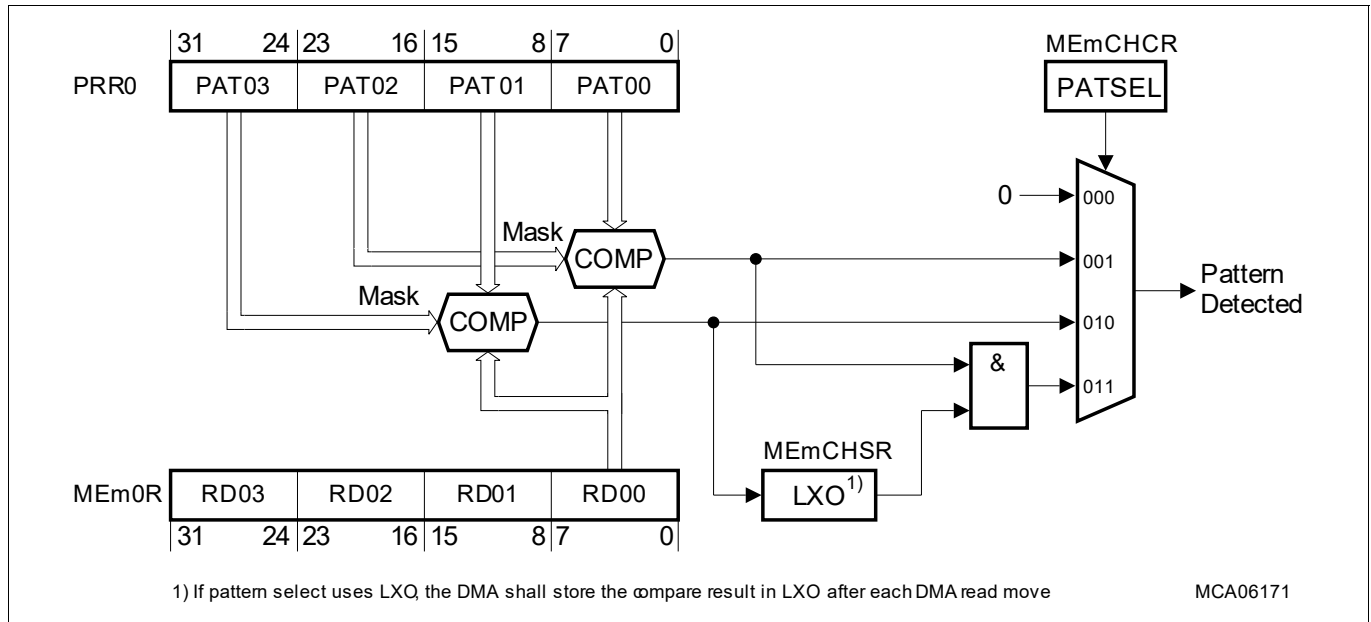 31 24 23 16 15 8 7 0
MEmCHCR
PRR0 PAT03 PAT02 PAT01 PAT00
PATSEL
0
000
Mask
COMP
001
Pattern
Detected
Mask
COMP
010
&
011
MEmCHSR
MEm0R RD03 RD02 RD01 RD00
LXO1)
31 24 23 16 15 8 7 0
1) If pattern select uses LXO, the DMA shall store the compare result in LXO after each DMA read move
MCA06171